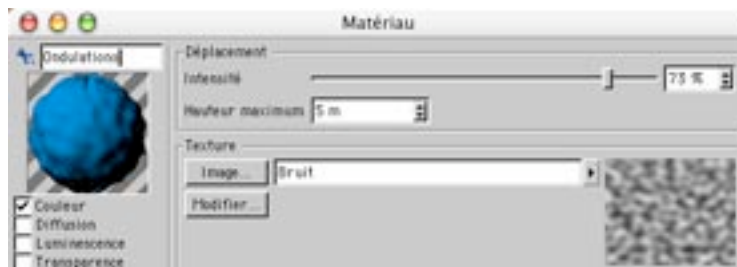 Matériau
Ondulations
Déplacement
Intensité
73 %
Hauteur maximum
5 m
Texture
Image...
Bruit
Modifier...
Couleur
Diffusion
Luminescence
Transparence